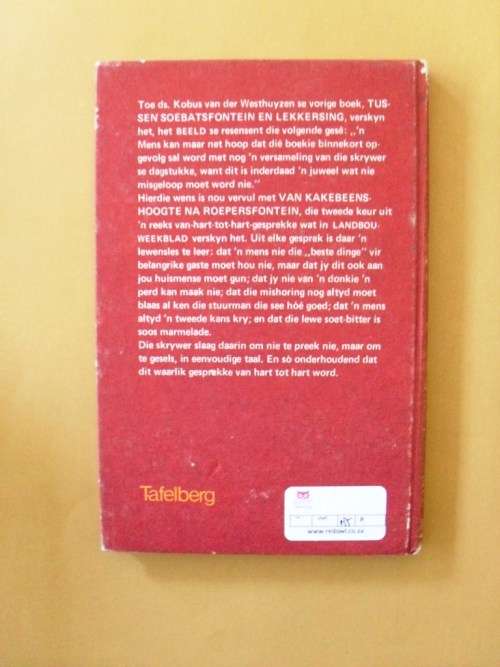 Toe ds. Kobus van der Westhuyzen se vorige boek, TUS-
SEN SOEBATSFONTEIN EN LEKKERSING, verskyn
het, het BEELD se resensent die volgende gesê: „'n
Mens kan maar net hoop dat dié boekie binnekort op-
gevolg sal word met nog 'n versameling van die skrywer
se dagstukke, want dit is inderdaad 'n juweel wat nie
misgeloop moet word nie."
Hierdie wens is nou vervul met VAN KAKEBEENS-
HOOGTE NA ROEPERSFONTEIN, die tweede keur uit
'n reeks van-hart-tot-hart-gesprekke wat in LANDBOU-
WEEKBLAD verskyn het. Uit elke gesprek is daar 'n
lewensles te leer: dat 'n mens nie die „beste dinge" vir
belangrike gaste moet hou nie, maar dat jy dit ook aan
jou huismense moet gun; dat jy nie van 'n donkie 'n
perd kan maak nie; dat die mishoring nog altyd moet
blaas al ken die stuurman die see hóé goed; dat 'n mens
altyd 'n tweede kans kry; en dat die lewe soet-bitter is
soos marmelade.
Die skrywer slaag daarin om nie te preek nie, maar om
te gesels, in eenvoudige taal. En só onderhoudend dat
dit waarlik gesprekke van hart tot hart word.
Tafelberg